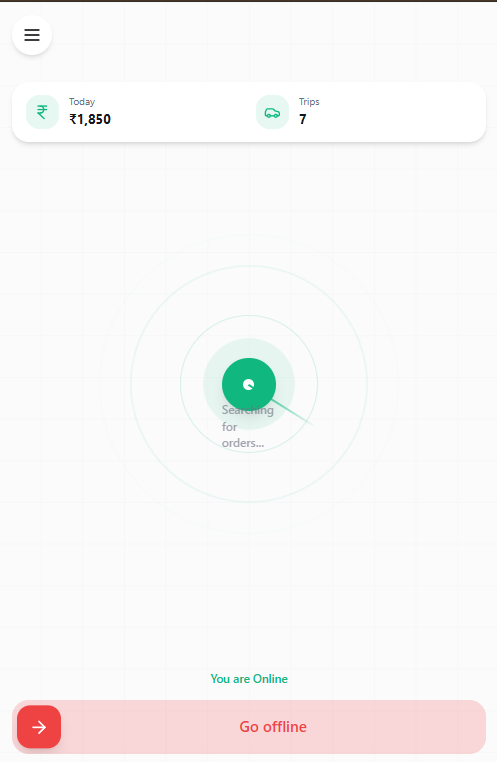 Today
₹1,850
Trips
7
Searching
for
orders...
You are Online
Go offline